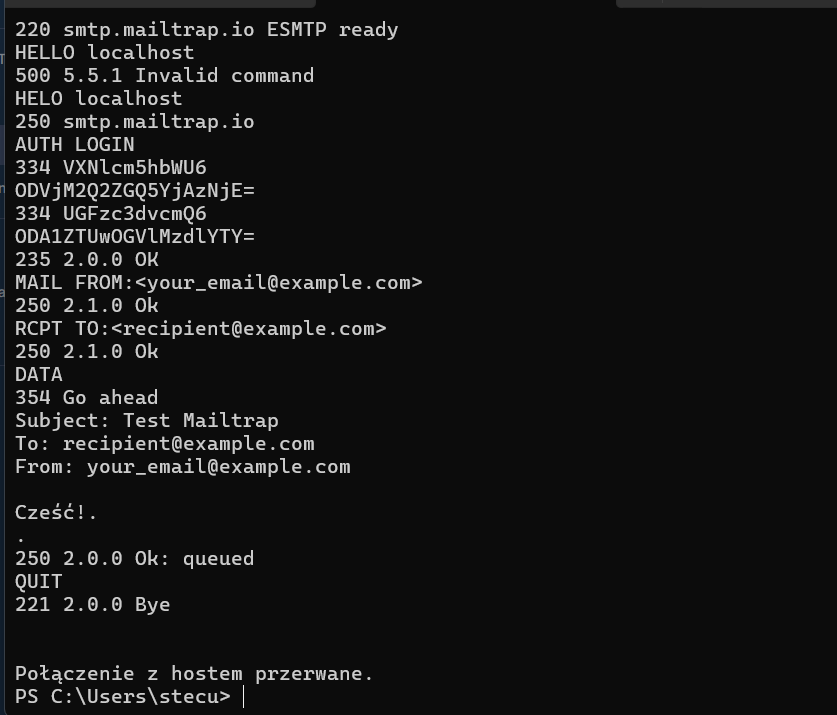 220 smtp.mailtrap.io ESMTP ready
HELLO localhost
500 5.5.1 Invalid command
HELO localhost
250 smtp.mailtrap.io
AUTH LOGIN
334 VXNlcm5hbWU6
ODVjM2Q2ZGQ5YjAzNjE=
334 UGFzc3dvcmQ6
ODA1ZTUwOGVlMzdlYTY=
235 2.0.0 OK
MAIL FROM:<your_email@example.com>
250 2.1.0 Ok
RCPT TO:<recipient@example.com>
250 2.1.0 Ok
DATA
354 Go ahead
Subject: Test Mailtrap
To: recipient@example.com
From: your_email@example.com

Cześć!.
.
250 2.0.0 Ok: queued
QUIT
221 2.0.0 Bye

Połączenie z hostem przerwane.
PS C:\Users\stecu>